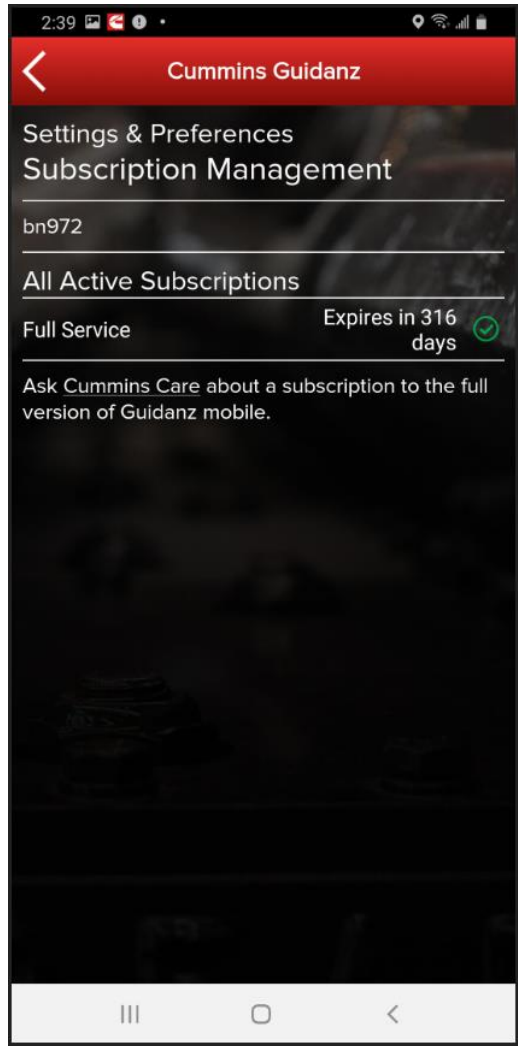 2:39
Cummins Guidanz
Settings & Preferences
Subscription Management
bn972
All Active Subscriptions
Full Service
Expires in 316
days
Ask Cummins Care about a subscription to the full
version of Guidanz mobile.